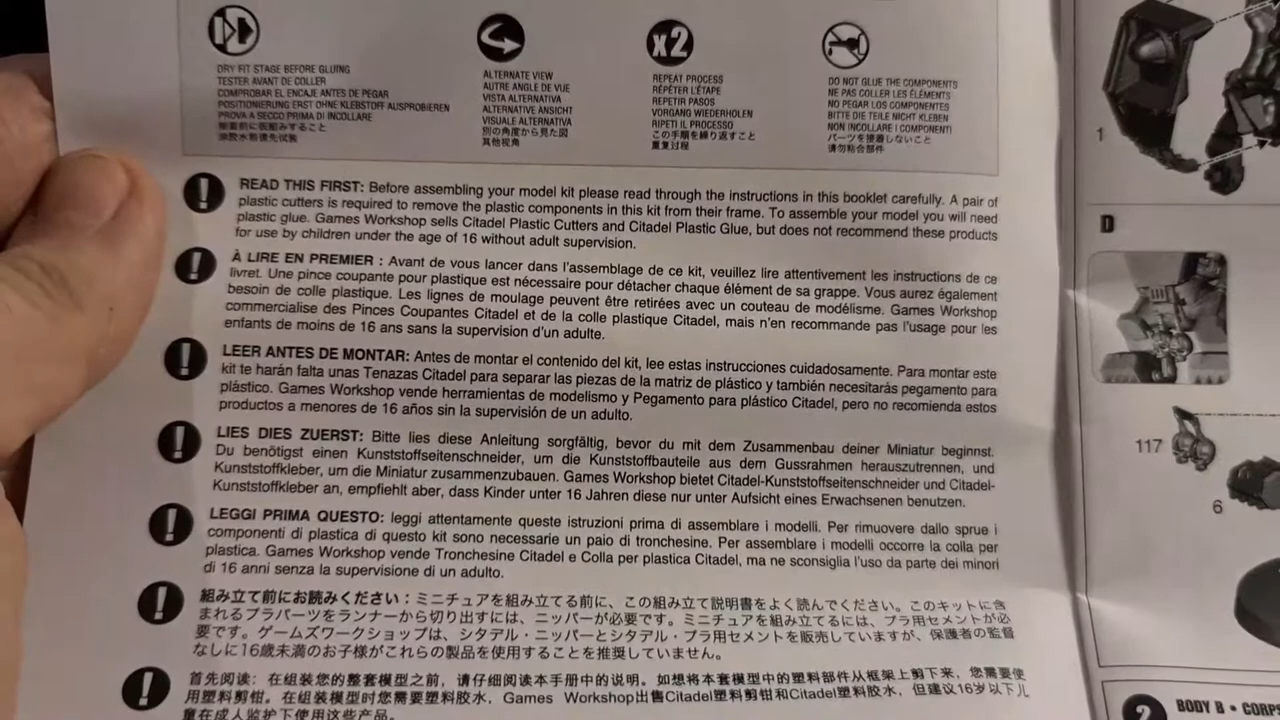 DRY FIT STAGE BEFORE GLUING
TESTER AVANT DE COLLER
COMPROBAR EL ENCAJE ANTES DE PEGAR
POSITIONIERUNG ERST OHNE KLEBSTOFF AUSPROBIEREN
PROVA A SECCO PRIMA DI INCOLLARE
接着前に仮組みすること
涂胶水前请先试装
ALTERNATE VIEW
AUTRE ANGLE DE VUE
VISTA ALTERNATIVA
ALTERNATIVE ANSICHT
VISUALE ALTERNATIVA
別の角度から見た図
其他视角
x2
REPEAT PROCESS
RÉPÉTER L'ÉTAPE
REPETIR PASOS
VORGANG WIEDERHOLEN
RIPETI IL PROCESSO
この手順を繰り返すこと
重复过程
DO NOT GLUE THE COMPONENTS
NE PAS COLLER LES ÉLÉMENTS
NO PEGAR LOS COMPONENTES
BITTE DIE TEILE NICHT KLEBEN
NON INCOLLARE I COMPONENTI
パーツを接着しないこと
请勿粘合部件
READ THIS FIRST: Before assembling your model kit please read through the instructions in this booklet carefully. A pair of
plastic cutters is required to remove the plastic components in this kit from their frame. To assemble your model you will need
plastic glue. Games Workshop sells Citadel Plastic Cutters and Citadel Plastic Glue, but does not recommend these products
for use by children under the age of 16 without adult supervision.
À LIRE EN PREMIER : Avant de vous lancer dans l'assemblage de ce kit, veuillez lire attentivement les instructions de ce
livret. Une pince coupante pour plastique est nécessaire pour détacher chaque élément de sa grappe. Vous aurez également
besoin de colle plastique. Les lignes de moulage peuvent être retirées avec un couteau de modélisme. Games Workshop
commercialise des Pinces Coupantes Citadel et de la colle plastique Citadel, mais n'en recommande pas l'usage pour les
enfants de moins de 16 ans sans la supervision d'un adulte.
LEER ANTES DE MONTAR: Antes de montar el contenido del kit, lee estas instrucciones cuidadosamente. Para montar este
kit te harán falta unas Tenazas Citadel para separar las piezas de la matriz de plástico y también necesitarás pegamento para
plástico. Games Workshop vende herramientas de modelismo y Pegamento para plástico Citadel, pero no recomienda estos
productos a menores de 16 años sin la supervisión de un adulto.
LIES DIES ZUERST: Bitte lies diese Anleitung sorgfältig, bevor du mit dem Zusammenbau deiner Miniatur beginnst.
Du benötigst einen Kunststoffseitenschneider, um die Kunststoffbauteile aus dem Gussrahmen herauszutrennen, und
Kunststoffkleber, um die Miniatur zusammenzubauen. Games Workshop bietet Citadel-Kunststoffseitenschneider und Citadel-
Kunststoffkleber an, empfiehlt aber, dass Kinder unter 16 Jahren diese nur unter Aufsicht eines Erwachsenen benutzen.
LEGGI PRIMA QUESTO: leggi attentamente queste istruzioni prima di assemblare i modelli. Per rimuovere dallo sprue i
componenti di plastica di questo kit sono necessarie un paio di tronchesine. Per assemblare i modelli occorre la colla per
plastica. Games Workshop vende Tronchesine Citadel e Colla per plastica Citadel, ma ne sconsiglia l'uso da parte dei minori
di 16 anni senza la supervisione di un adulto.
組み立て前にお読みください：ミニチュアを組み立てる前に、この組み立て説明書をよく読んでください。このキットに含
まれるプラパーツをランナーから切り出すには、ニッパーが必要です。ミニチュアを組み立てるには、プラ用セメントが必
要です。ゲームズワークショップは、シタデル・ニッパーとシタデル・プラ用セメントを販売していますが、保護者の監督
なしに16歳未満のお子様がこれらの製品を使用することを推奨していません。
首先阅读：在组装您的整套模型之前，请仔细阅读本手册中的说明。如想将本套模型中的塑料部件从框架上剪下来，您需要使
用塑料剪钳。在组装模型时您需要塑料胶水，Games Workshop出售Citadel塑料剪钳和Citadel塑料胶水，但建议16岁以下儿
童在成人监护下使用这些产品。
1
D
117
6
2 BODY B • CORPS